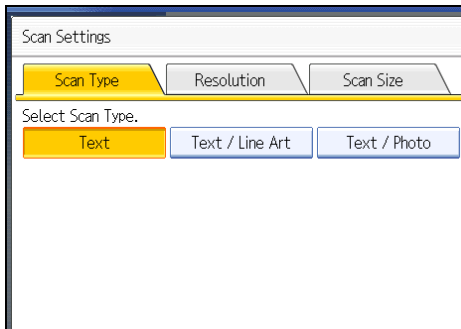 Scan Settings
Scan Type Resolution Scan Size
Select Scan Type.
Text Text / Line Art Text / Photo